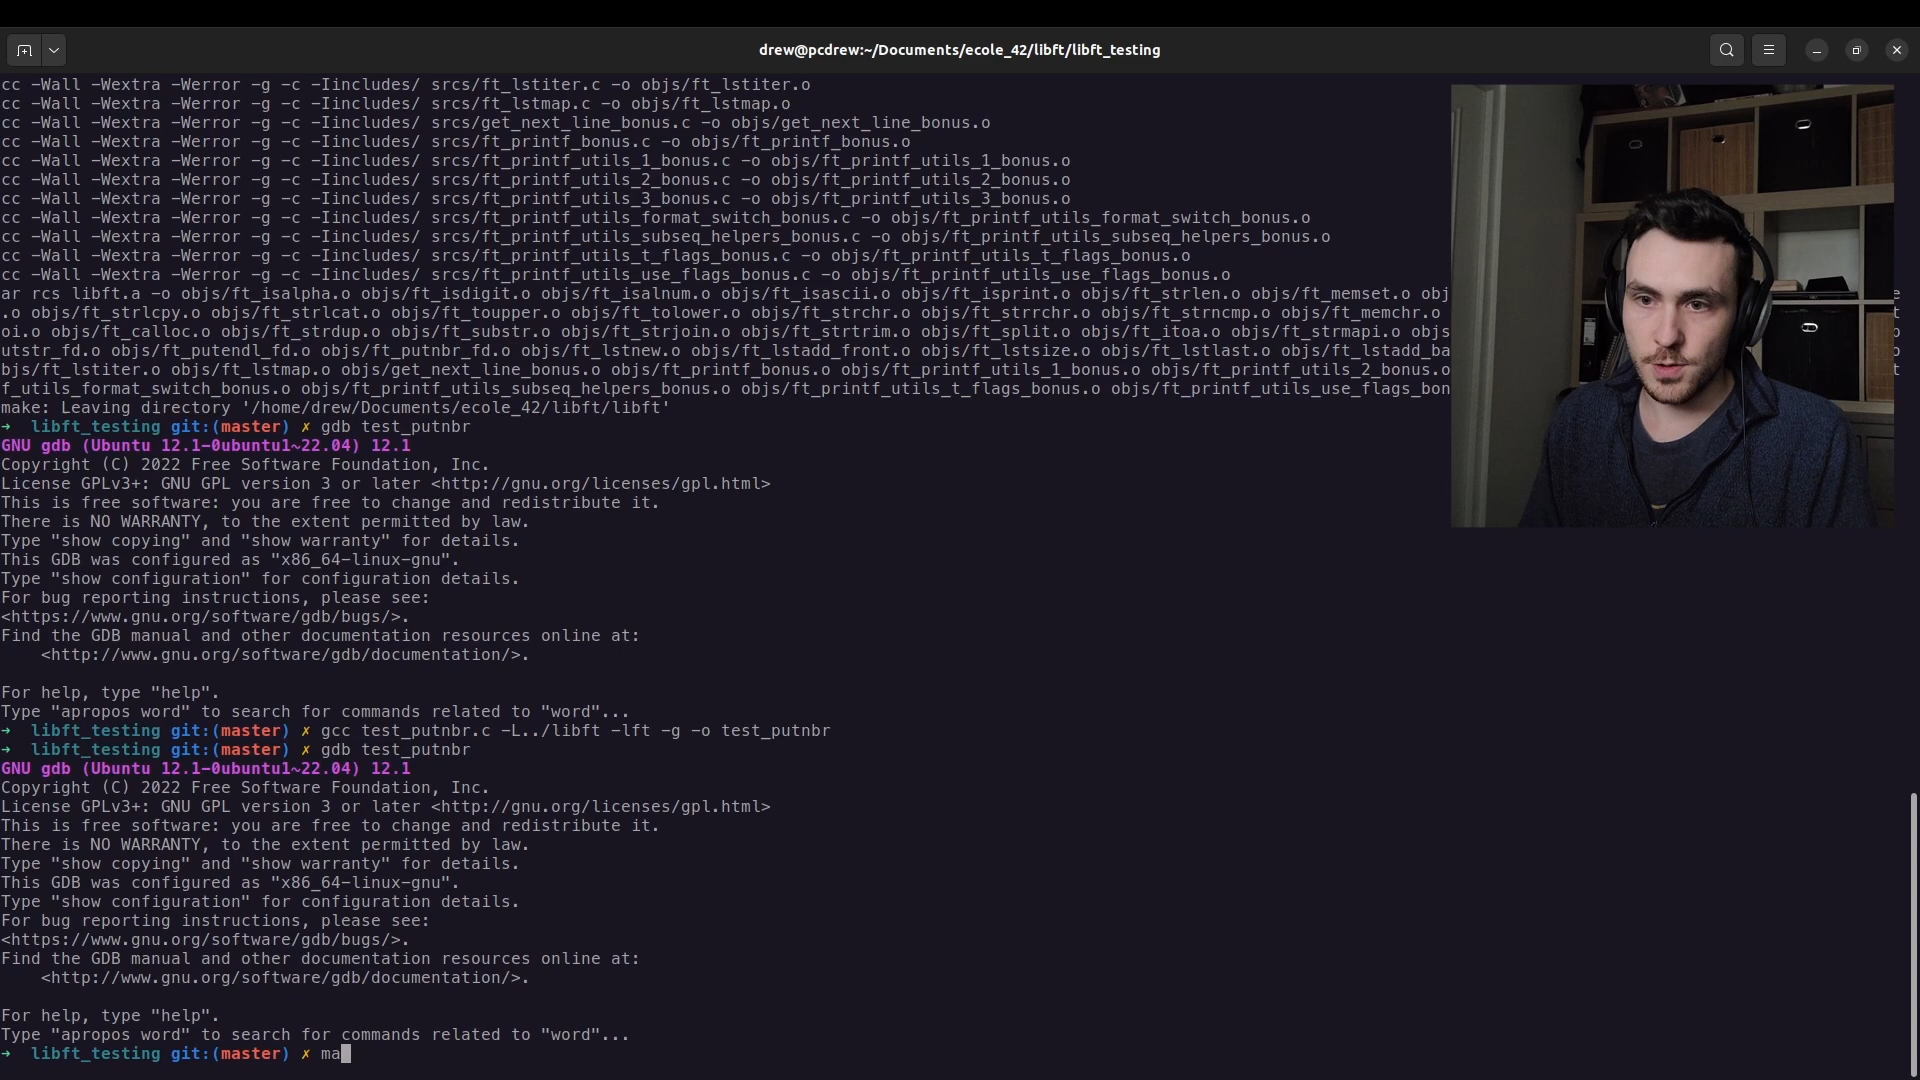 drew@pcdrew:~/Documents/ecole_42/libft/libft_testing
cc -Wall -Wextra -Werror -g -c -Iincludes/ srcs/ft_lstiter.c -o objs/ft_lstiter.o
cc -Wall -Wextra -Werror -g -c -Iincludes/ srcs/ft_lstmap.c -o objs/ft_lstmap.o
cc -Wall -Wextra -Werror -g -c -Iincludes/ srcs/get_next_line_bonus.c -o objs/get_next_line_bonus.o
cc -Wall -Wextra -Werror -g -c -Iincludes/ srcs/ft_printf_bonus.c -o objs/ft_printf_bonus.o
cc -Wall -Wextra -Werror -g -c -Iincludes/ srcs/ft_printf_utils_1_bonus.c -o objs/ft_printf_utils_1_bonus.o
cc -Wall -Wextra -Werror -g -c -Iincludes/ srcs/ft_printf_utils_2_bonus.c -o objs/ft_printf_utils_2_bonus.o
cc -Wall -Wextra -Werror -g -c -Iincludes/ srcs/ft_printf_utils_3_bonus.c -o objs/ft_printf_utils_3_bonus.o
cc -Wall -Wextra -Werror -g -c -Iincludes/ srcs/ft_printf_utils_format_switch_bonus.c -o objs/ft_printf_utils_format_switch_bonus.o
cc -Wall -Wextra -Werror -g -c -Iincludes/ srcs/ft_printf_utils_subseq_helpers_bonus.c -o objs/ft_printf_utils_subseq_helpers_bonus.o
cc -Wall -Wextra -Werror -g -c -Iincludes/ srcs/ft_printf_utils_t_flags_bonus.c -o objs/ft_printf_utils_t_flags_bonus.o
cc -Wall -Wextra -Werror -g -c -Iincludes/ srcs/ft_printf_utils_use_flags_bonus.c -o objs/ft_printf_utils_use_flags_bonus.o
ar rcs libft.a -o objs/ft_isalpha.o objs/ft_isdigit.o objs/ft_isalnum.o objs/ft_isascii.o objs/ft_isprint.o objs/ft_strlen.o objs/ft_memset.o obj
.o objs/ft_strlcpy.o objs/ft_strlcat.o objs/ft_toupper.o objs/ft_tolower.o objs/ft_strchr.o objs/ft_strrchr.o objs/ft_strncmp.o objs/ft_memchr.o
oi.o objs/ft_calloc.o objs/ft_strdup.o objs/ft_substr.o objs/ft_strjoin.o objs/ft_strtrim.o objs/ft_split.o objs/ft_itoa.o objs/ft_strmapi.o objs
utstr_fd.o objs/ft_putendl_fd.o objs/ft_putnbr_fd.o objs/ft_lstnew.o objs/ft_lstadd_front.o objs/ft_lstsize.o objs/ft_lstlast.o objs/ft_lstadd_ba
bjs/ft_lstiter.o objs/ft_lstmap.o objs/get_next_line_bonus.o objs/ft_printf_bonus.o objs/ft_printf_utils_1_bonus.o objs/ft_printf_utils_2_bonus.o
f_utils_format_switch_bonus.o objs/ft_printf_utils_subseq_helpers_bonus.o objs/ft_printf_utils_t_flags_bonus.o objs/ft_printf_utils_use_flags_bon
make: Leaving directory '/home/drew/Documents/ecole_42/libft/libft'
➜  libft_testing git:(master) ✗ gdb test_putnbr
GNU gdb (Ubuntu 12.1-0ubuntu1~22.04) 12.1
Copyright (C) 2022 Free Software Foundation, Inc.
License GPLv3+: GNU GPL version 3 or later <http://gnu.org/licenses/gpl.html>
This is free software: you are free to change and redistribute it.
There is NO WARRANTY, to the extent permitted by law.
Type "show copying" and "show warranty" for details.
This GDB was configured as "x86_64-linux-gnu".
Type "show configuration" for configuration details.
For bug reporting instructions, please see:
<https://www.gnu.org/software/gdb/bugs/>.
Find the GDB manual and other documentation resources online at:
    <http://www.gnu.org/software/gdb/documentation/>.
For help, type "help".
Type "apropos word" to search for commands related to "word"...
➜  libft_testing git:(master) ✗ gcc test_putnbr.c -L../libft -lft -g -o test_putnbr
➜  libft_testing git:(master) ✗ gdb test_putnbr
GNU gdb (Ubuntu 12.1-0ubuntu1~22.04) 12.1
Copyright (C) 2022 Free Software Foundation, Inc.
License GPLv3+: GNU GPL version 3 or later <http://gnu.org/licenses/gpl.html>
This is free software: you are free to change and redistribute it.
There is NO WARRANTY, to the extent permitted by law.
Type "show copying" and "show warranty" for details.
This GDB was configured as "x86_64-linux-gnu".
Type "show configuration" for configuration details.
For bug reporting instructions, please see:
<https://www.gnu.org/software/gdb/bugs/>.
Find the GDB manual and other documentation resources online at:
    <http://www.gnu.org/software/gdb/documentation/>.
For help, type "help".
Type "apropos word" to search for commands related to "word"...
➜  libft_testing git:(master) ✗ ma